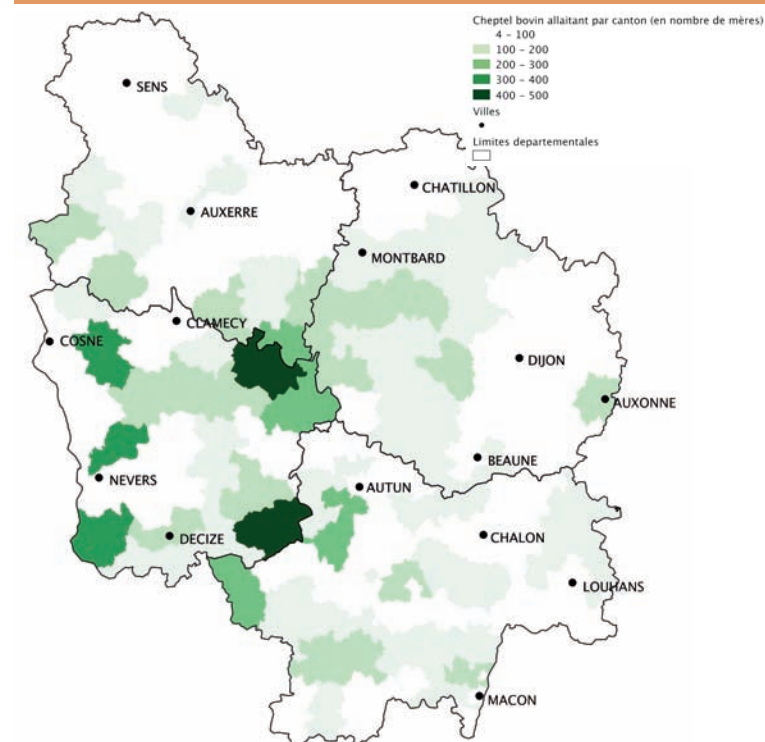 Cheptel bovin allaitant par canton (en nombre de mères)
4 – 100
100 – 200
200 – 300
300 – 400
400 – 500
Villes
Limites departementales
SENS
CHATILLON
AUXERRE
MONTBARD
CLAMECY
COSNE
DIJON
AUXONNE
BEAUNE
NEVERS
AUTUN
DECIZE
CHALON
LOUHANS
MACON